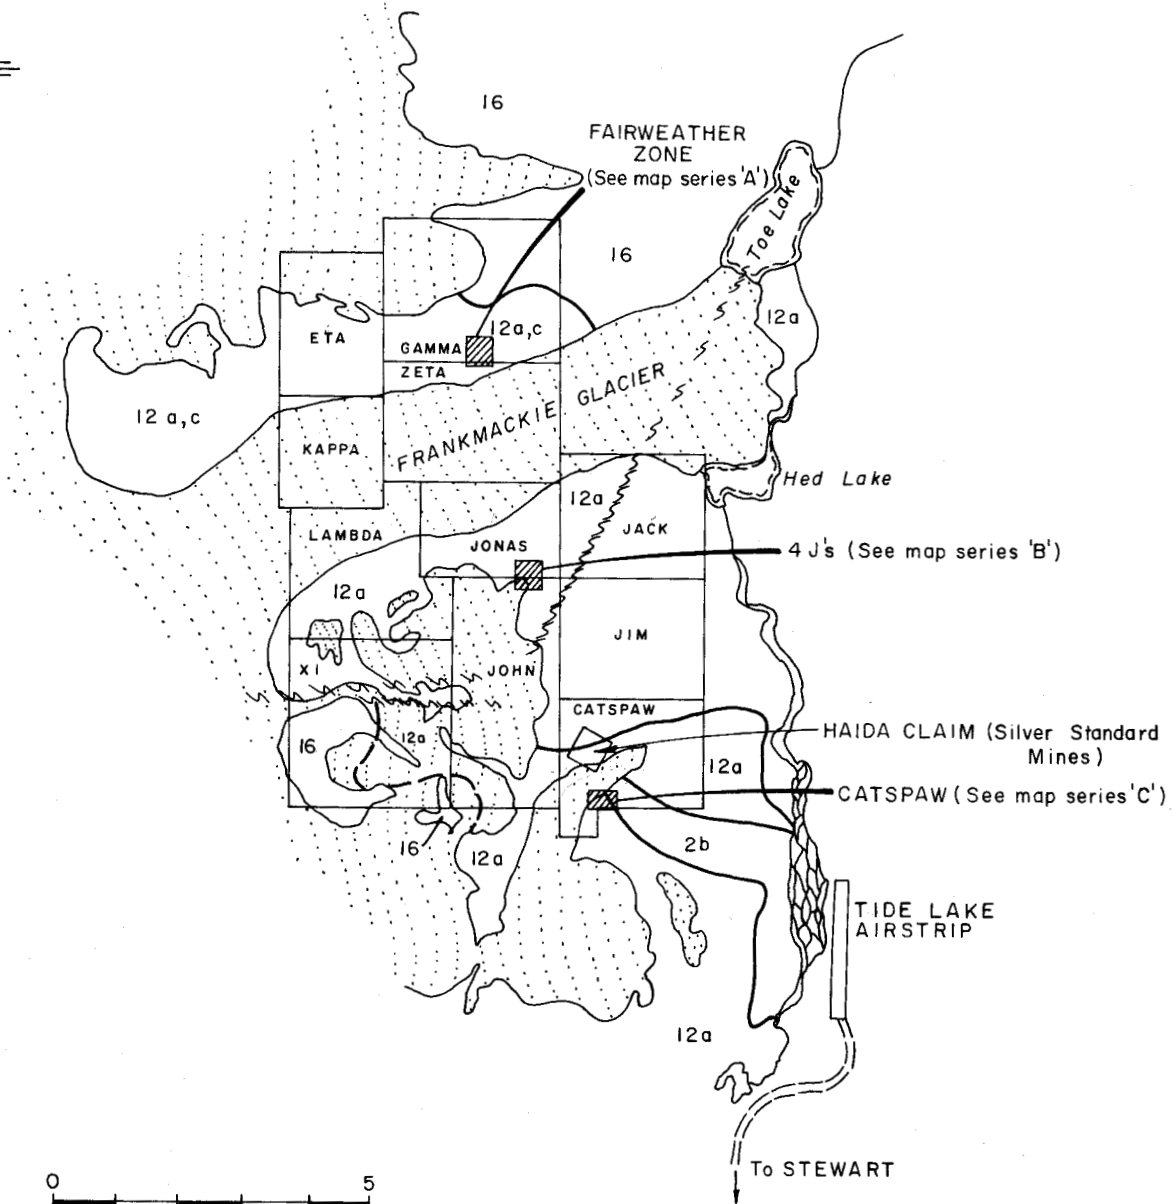 16
FAIRWEATHER
ZONE
(See map series 'A')
Toe Lake
16
12a
12a,c
ETA
GAMMA
ZETA
12 a,c
FRANKMACKIE GLACIER
KAPPA
Hed Lake
12a
LAMBDA
JACK
JONAS
4 J's (See map series 'B')
12a
JIM
XI
JOHN
CATSPAW
16
12a
HAIDA CLAIM (Silver Standard
Mines)
12a
CATSPAW (See map series 'C')
16
12a
2b
TIDE LAKE
AIRSTRIP
12a
To STEWART
0
5